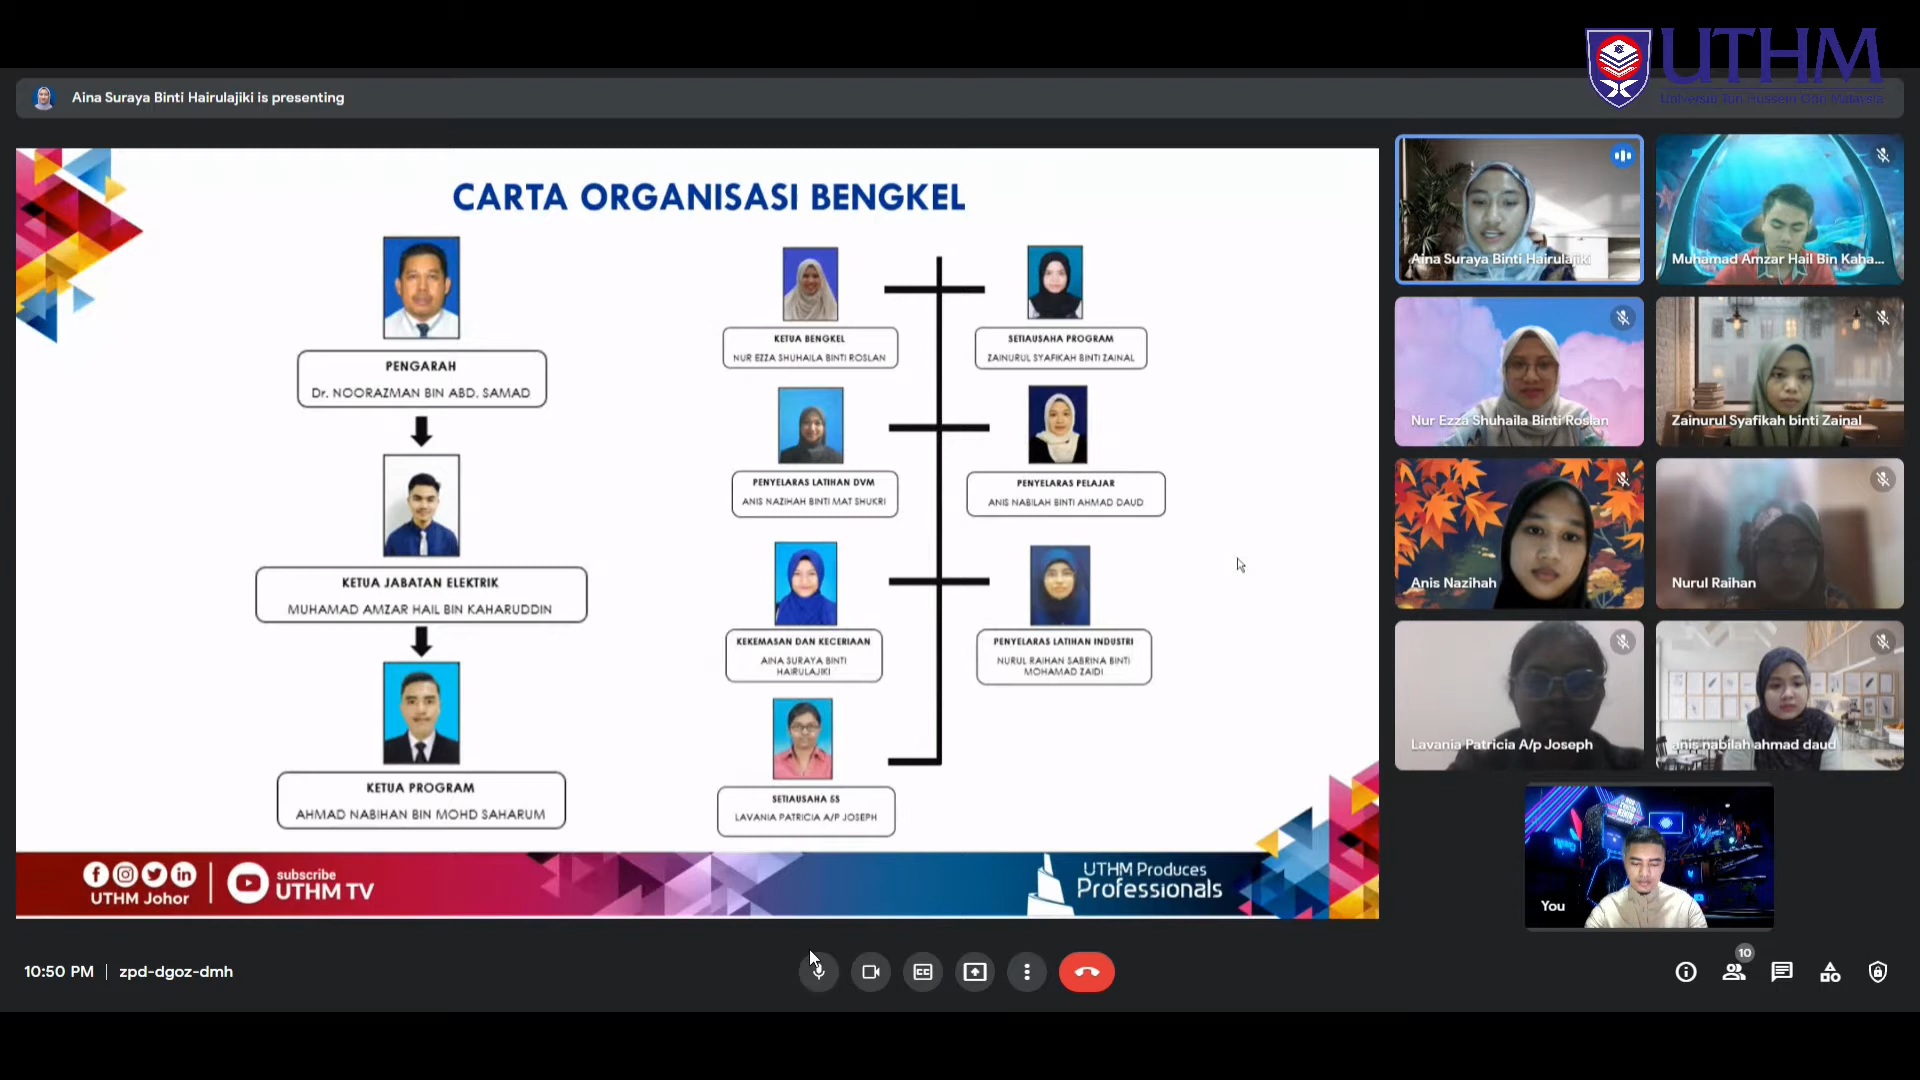 UTHM
Universiti Tun Hussein Onn Malaysia
Aina Suraya Binti Hairulajiki is presenting
CARTA ORGANISASI BENGKEL
PENGARAH
Dr. NOORAZMAN BIN ABD. SAMAD
KETUA JABATAN ELEKTRIK
MUHAMAD AMZAR HAIL BIN KAHARUDDIN
KETUA PROGRAM
AHMAD NABIHAN BIN MOHD SAHARUM
KETUA BENGKEL
NUR EZZA SHUHAILA BINTI ROSLAN
SETIAUSAHA PROGRAM
ZAINURUL SYAFIKAH BINTI ZAINAL
PENYELARAS LATIHAN DVM
ANIS NAZIHAH BINTI MAT SHUKRI
PENYELARAS PELAJAR
ANIS NABILAH BINTI AHMAD DAUD
KEKEMASAN DAN KECERIAAN
AINA SURAYA BINTI
HAIRULAJIKI
PENYELARAS LATIHAN INDUSTRI
NURUL RAIHAN SABRINA BINTI
MOHAMAD ZAIDI
SETIAUSAHA 5S
LAVANIA PATRICIA A/P JOSEPH
UTHM Johor
subscribe
UTHM TV
UTHM Produces
Professionals
Aina Suraya Binti Hairulajiki
Muhamad Amzar Hail Bin Kaha...
Nur Ezza Shuhaila Binti Roslan
Zainurul Syafikah binti Zainal
Anis Nazihah
Nurul Raihan
Lavania Patricia A/p Joseph
anis nabilah ahmad daud
You
10:50 PM | zpd-dgoz-dmh
10